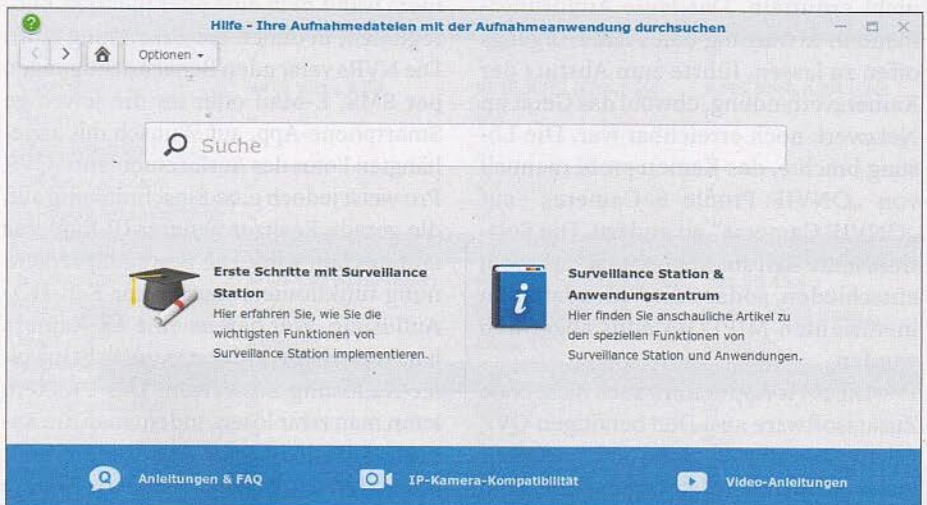 Hilfe - Ihre Aufnahmedateien mit der Aufnahmeanwendung durchsuchen
Optionen
Suche
Erste Schritte mit Surveillance
Station
Hier erfahren Sie, wie Sie die
wichtigsten Funktionen von
Surveillance Station implementieren.
Surveillance Station &
Anwendungszentrum
Hier finden Sie anschauliche Artikel zu
den speziellen Funktionen von
Surveillance Station und Anwendungen.
Anleitungen & FAQ
IP-Kamera-Kompatibilität
Video-Anleitungen